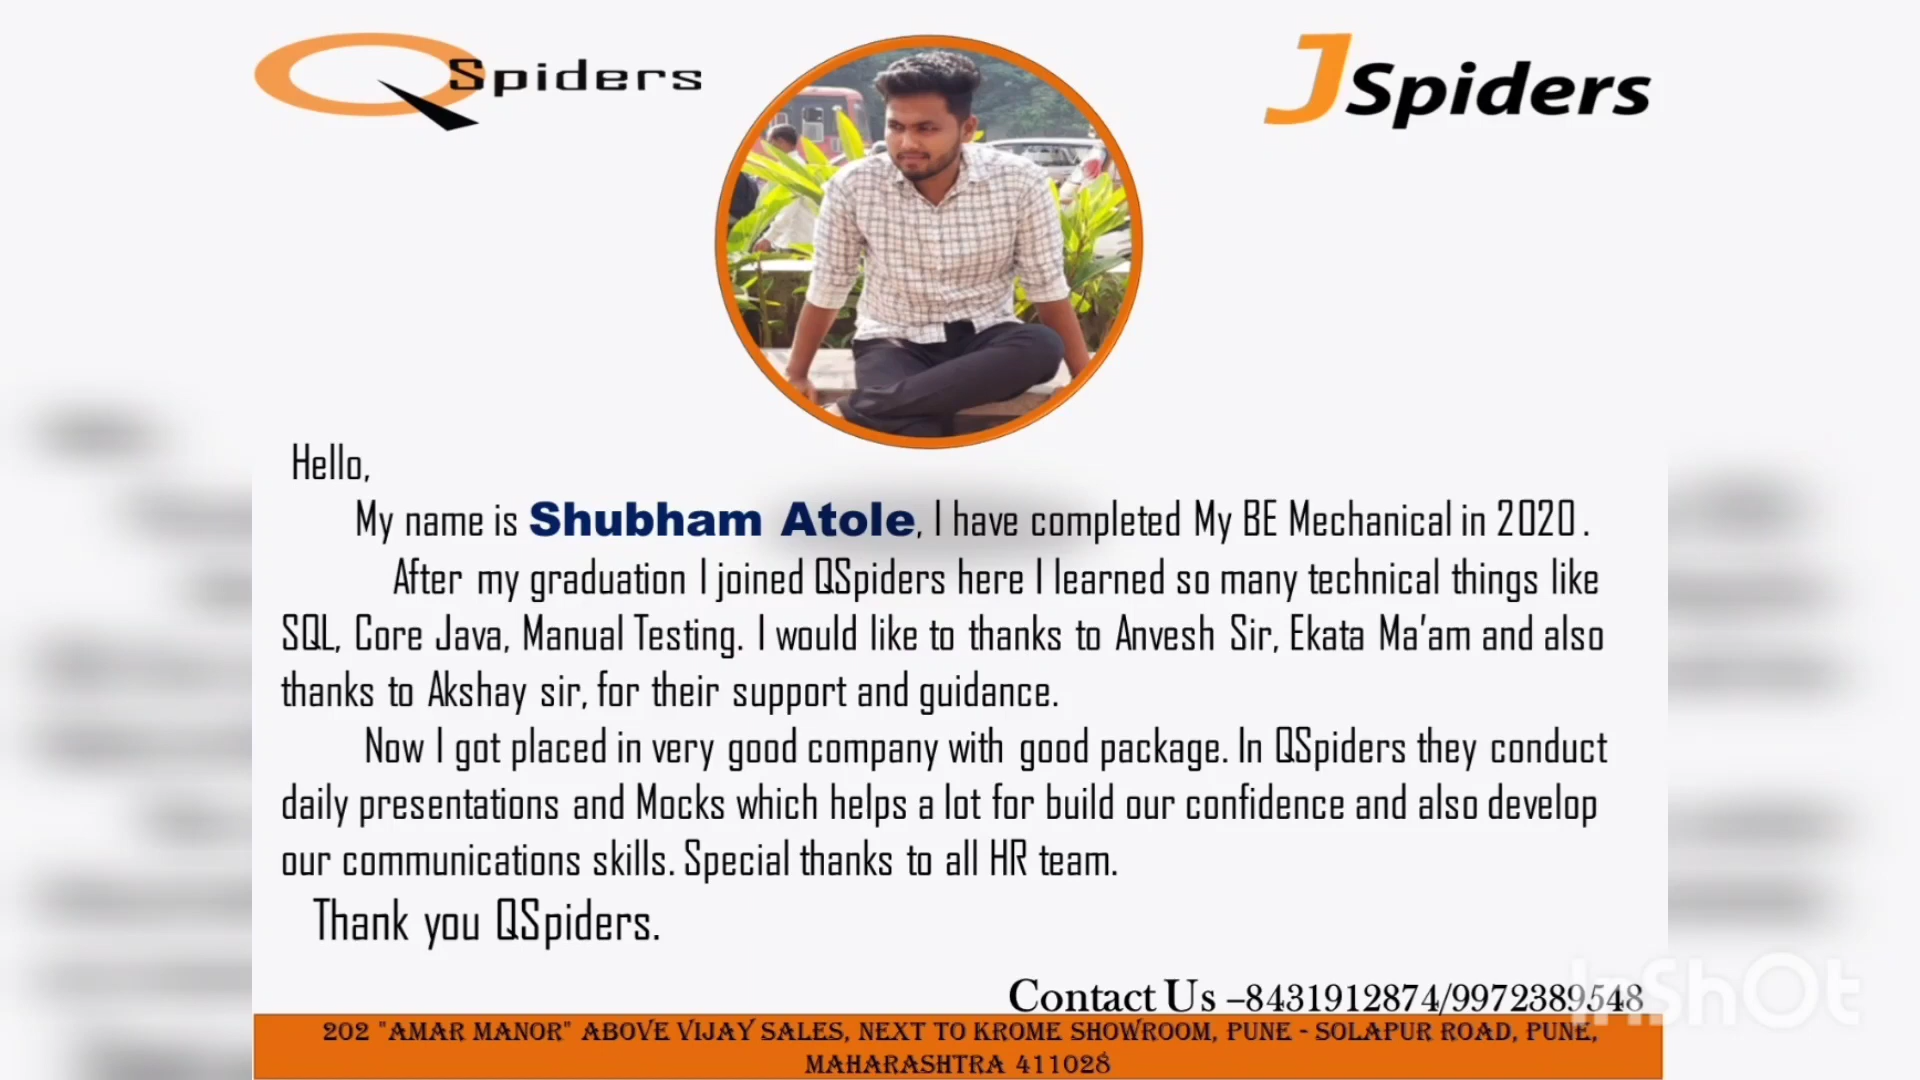 QSpiders
JSpiders
Hello,
My name is Shubham Atole, I have completed My BE Mechanical in 2020 .
After my graduation I joined QSpiders here I learned so many technical things like
SQL, Core Java, Manual Testing. I would like to thanks to Anvesh Sir, Ekata Ma’am and also
thanks to Akshay sir, for their support and guidance.
Now I got placed in very good company with good package. In QSpiders they conduct
daily presentations and Mocks which helps a lot for build our confidence and also develop
our communications skills. Special thanks to all HR team.
Thank you QSpiders.
Contact Us –8431912874/9972389548
InShOt
202 "AMAR MANOR" ABOVE VIJAY SALES, NEXT TO KROME SHOWROOM, PUNE - SOLAPUR ROAD, PUNE,
MAHARASHTRA 411028